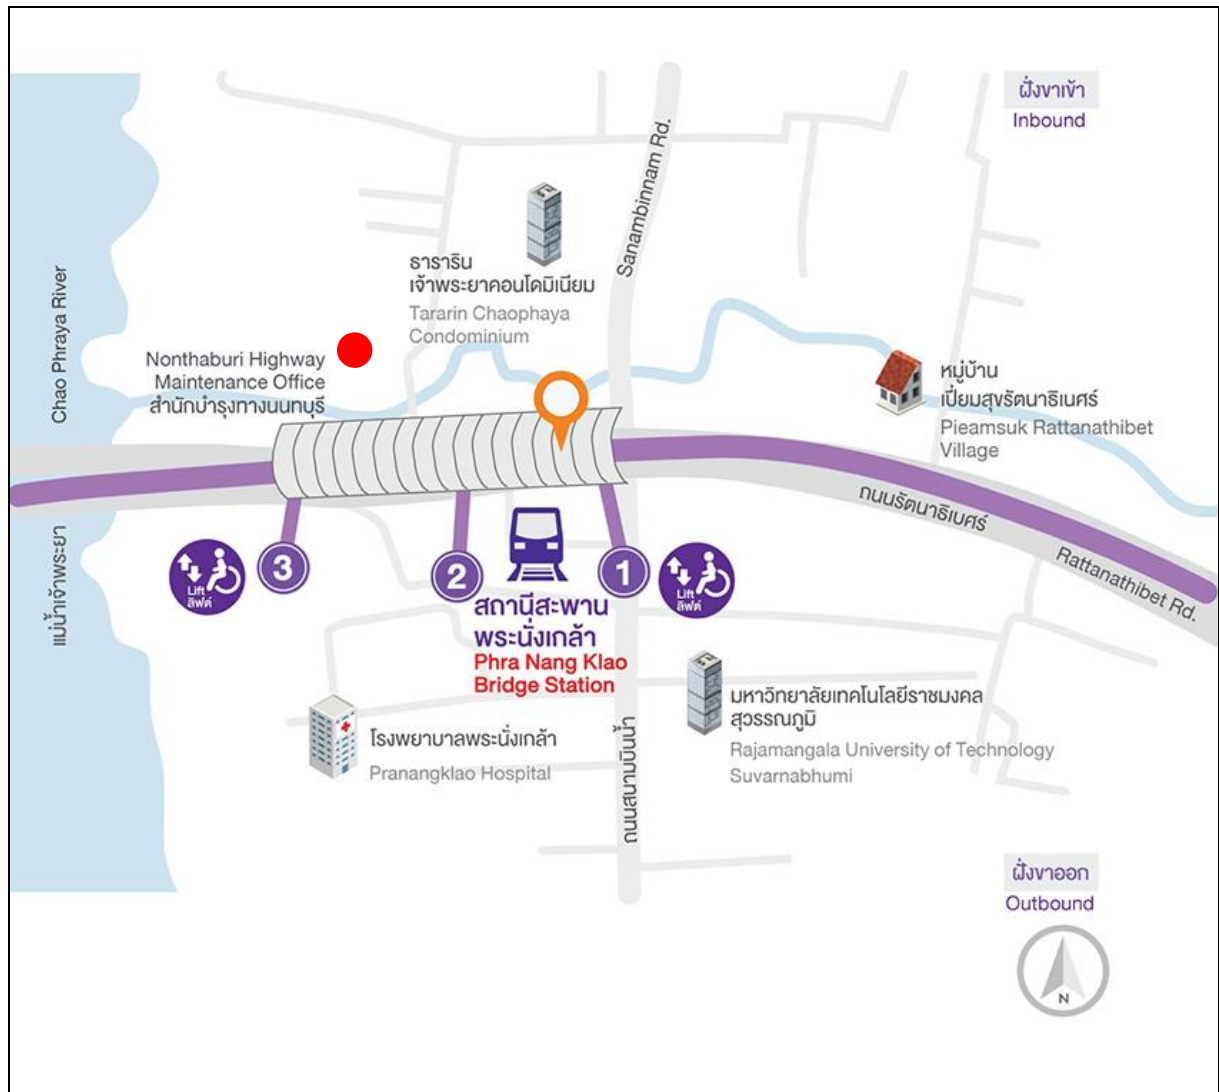 ฝั่งขาเข้า
Inbound
Sanambinnam Rd.
ธาราริน
เจ้าพระยาคอนโดมิเนียม
Tararin Chaophaya
Condominium
Chao Phraya River
Nonthaburi Highway
Maintenance Office
สำนักบำรุงทางนนทบุรี
หมู่บ้าน
เปี่ยมสุขรัตนาธิเบศร์
Pieamsuk Rattanathibet
Village
ถนนรัตนาธิเบศร์
Rattanathibet Rd.
แม่น้ำเจ้าพระยา
Lift
ลิฟต์
3
2
1
Lift
ลิฟต์
สถานีสะพาน
พระนั่งเกล้า
Phra Nang Klao
Bridge Station
มหาวิทยาลัยเทคโนโลยีราชมงคล
สุวรรณภูมิ
Rajamangala University of Technology
Suvarnabhumi
โรงพยาบาลพระนั่งเกล้า
Pranangklao Hospital
ถนนสนามบินน้ำ
ฝั่งขาออก
Outbound
N